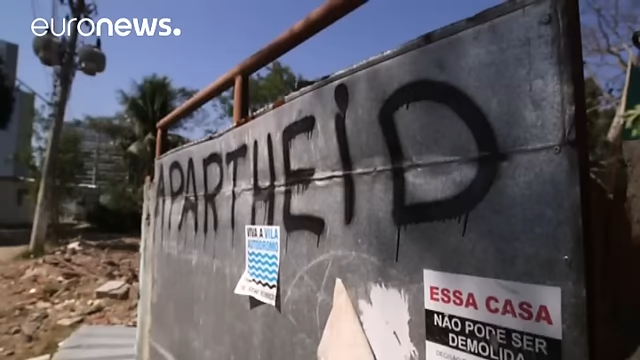 euronews.
APARTHEiD
VIVA A VILA
AUTÓDROMO
ESSA CASA
NÃO PODE SER
DEMOLIDA